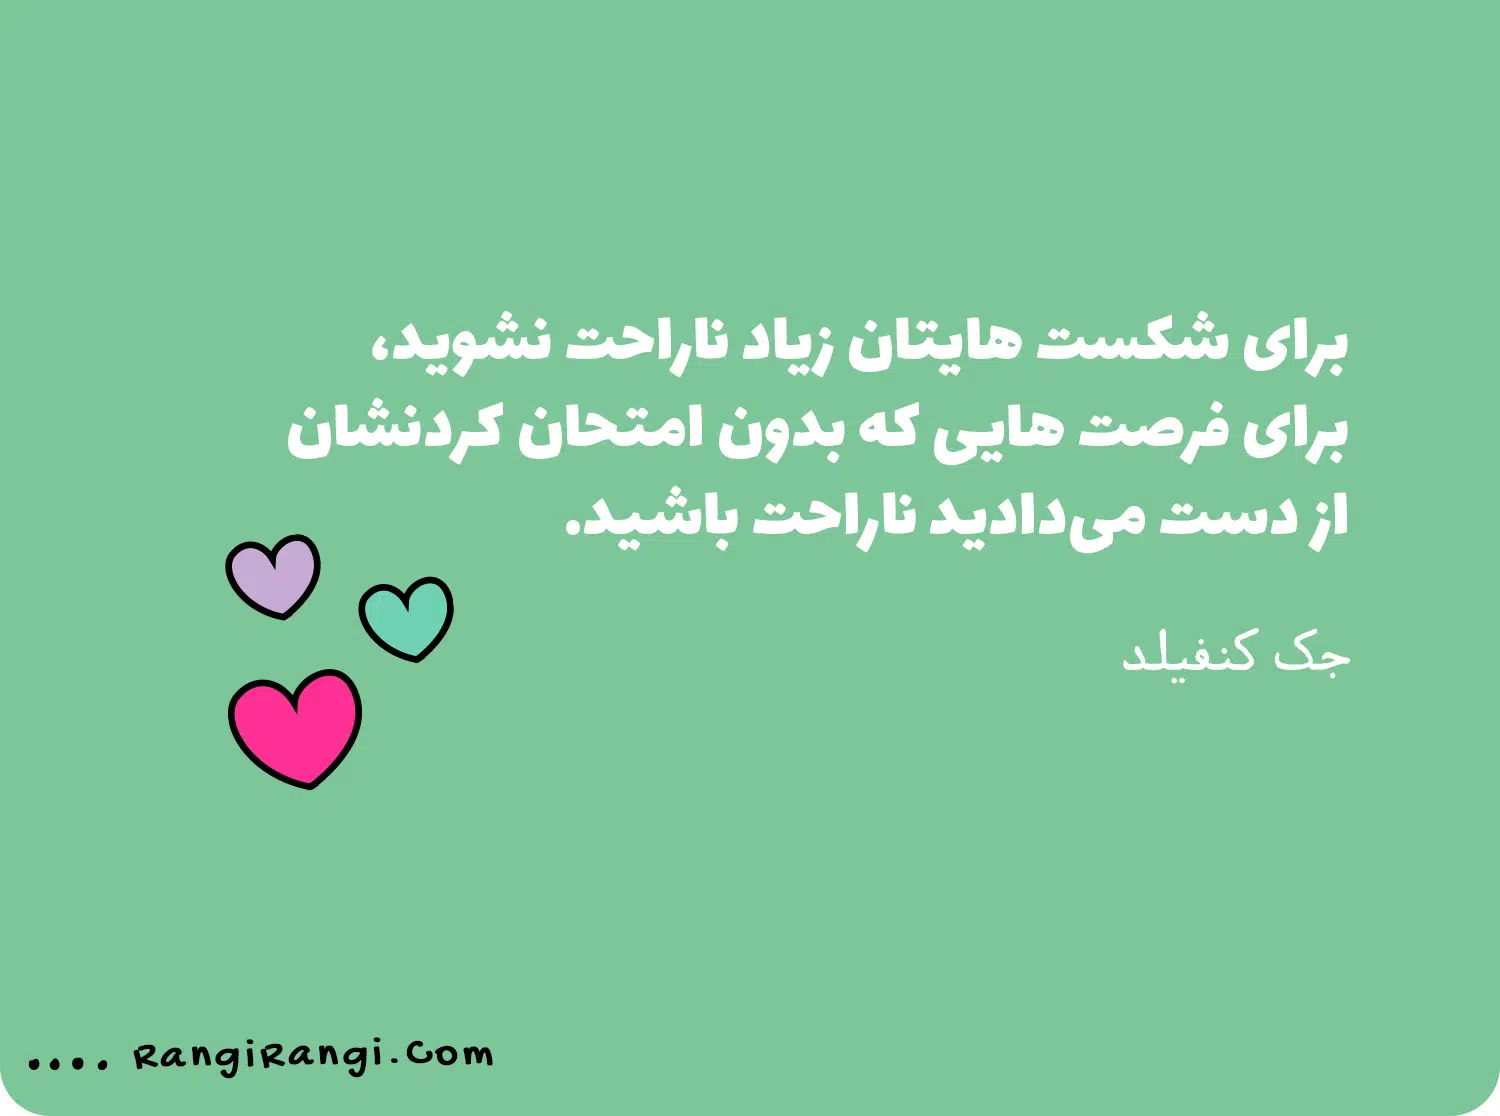 برای شکست هایتان زیاد ناراحت نشوید،
برای فرصت هایی که بدون امتحان کردنشان
از دست می‌دادید ناراحت باشید.
جک کنفیلد
.... RangiRangi.Com